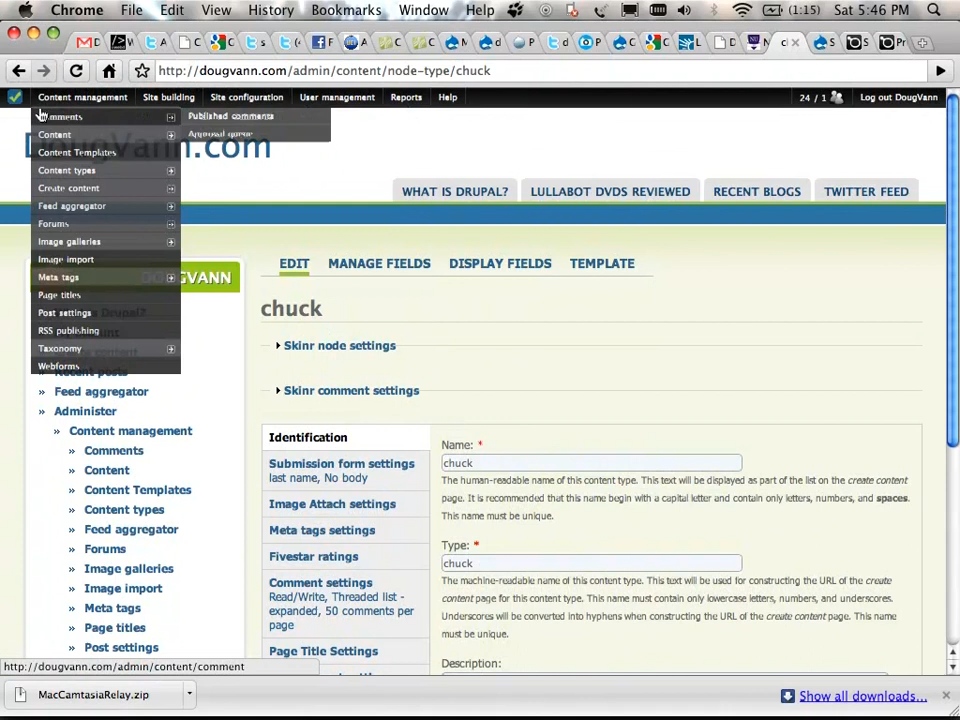 Chrome File Edit View History Bookmarks Window Help (1:15) Sat 5:46 PM
http://dougvann.com/admin/content/node-type/chuck
Content management Site building Site configuration User management Reports Help 24 / 1 Log out DougVann
Published comments
Approval queue
Content
Content Templates
Content types
Create content
Feed aggregator
Forums
Image galleries
Image import
Meta tags
Page titles
Post settings
RSS publishing
Taxonomy
Webforms
DougVann.com
WHAT IS DRUPAL? LULLABOT DVDS REVIEWED RECENT BLOGS TWITTER FEED
» Feed aggregator
» Administer
» Content management
» Comments
» Content
» Content Templates
» Content types
» Feed aggregator
» Forums
» Image galleries
» Image import
» Meta tags
» Page titles
» Post settings
EDIT MANAGE FIELDS DISPLAY FIELDS TEMPLATE
chuck
Skinr node settings
Skinr comment settings
Identification
Submission form settings
last name, No body
Image Attach settings
Meta tags settings
Fivestar ratings
Comment settings
Read/Write, Threaded list -
expanded, 50 comments per
page
Page Title Settings
Name: *
chuck
The human-readable name of this content type. This text will be displayed as part of the list on the create content
page. It is recommended that this name begin with a capital letter and contain only letters, numbers, and spaces.
This name must be unique.
Type: *
chuck
The machine-readable name of this content type. This text will be used for constructing the URL of the create
content page for this content type. This name must contain only lowercase letters, numbers, and underscores.
Underscores will be converted into hyphens when constructing the URL of the create content page. This name
must be unique.
Description:
http://dougvann.com/admin/content/comment
MacCamtasiaRelay.zip
Show all downloads...